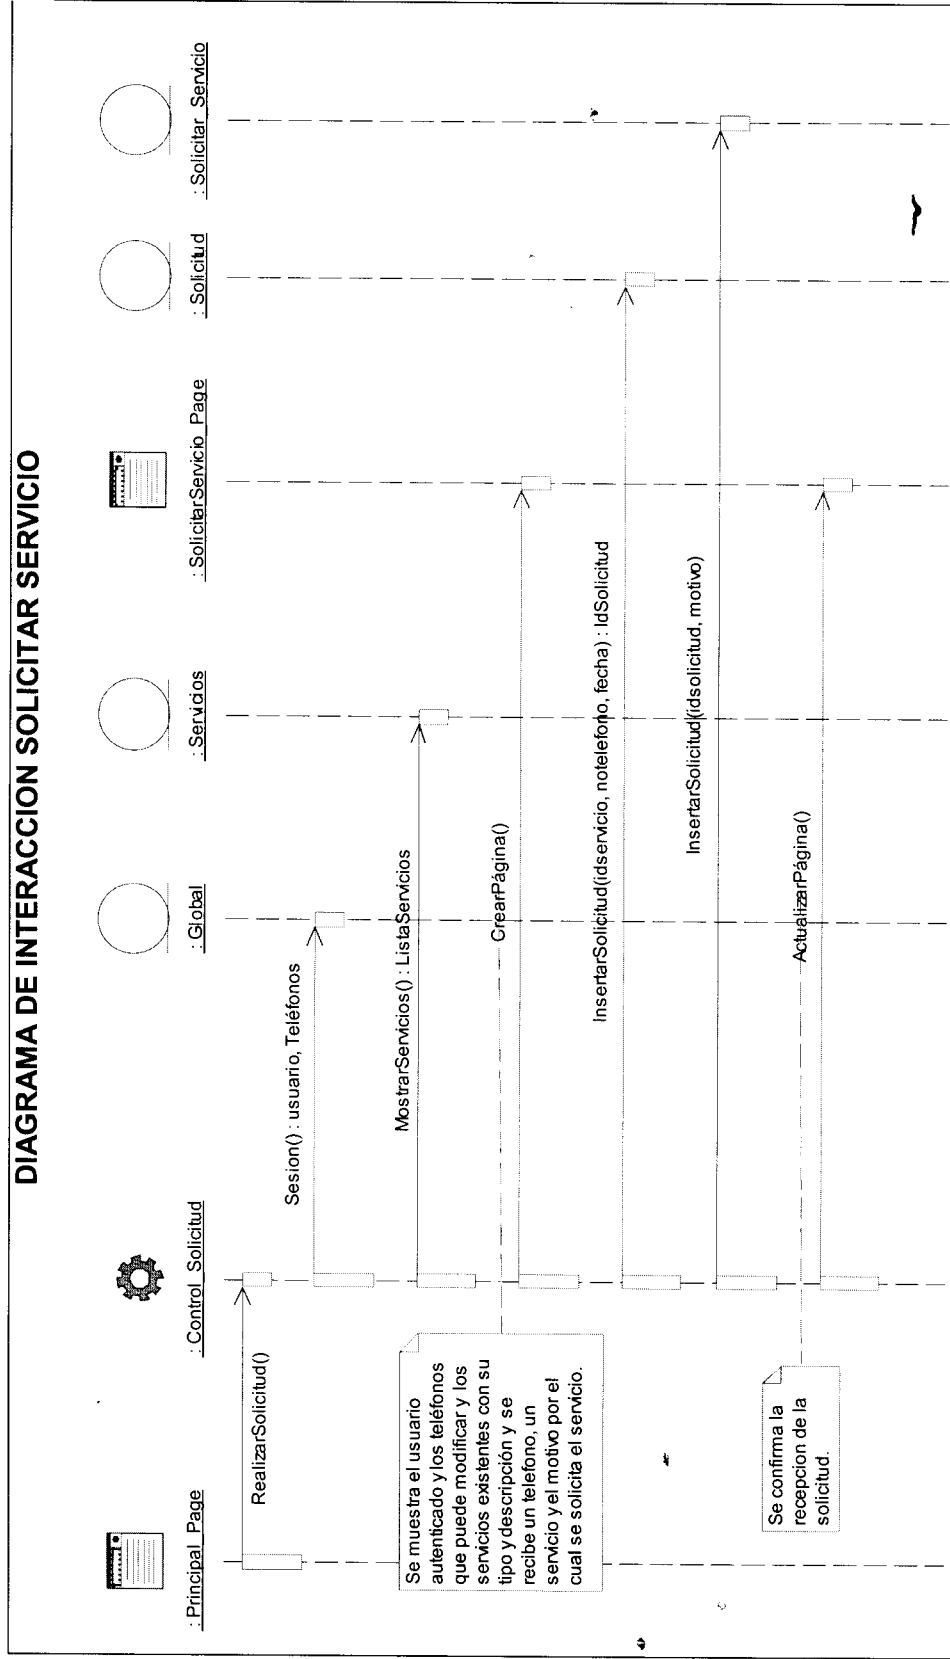 DIAGRAMA DE INTERACCION SOLICITAR SERVICIO
: Principal_Page
: Control_Solicitud
: Global
: Servicios
: SolicitarServicio_Page
: Solicitud
: Solicitar_Servicio
RealizarSolicitud()
Sesion() : usuario, Teléfonos
MostrarServicios() : ListaServicios
Se muestra el usuario
autenticado y los teléfonos
que puede modificar y los
servicios existentes con su
tipo y descripción y se
recibe un telefono, un
servicio y el motivo por el
cual se solicita el servicio.
CrearPágina()
InsertarSolicitud(idservicio, notelefono, fecha) : IdSolicitud
InsertarSolicitud(idsolicitud, motivo)
Se confirma la
recepcion de la
solicitud.
ActualizarPágina()